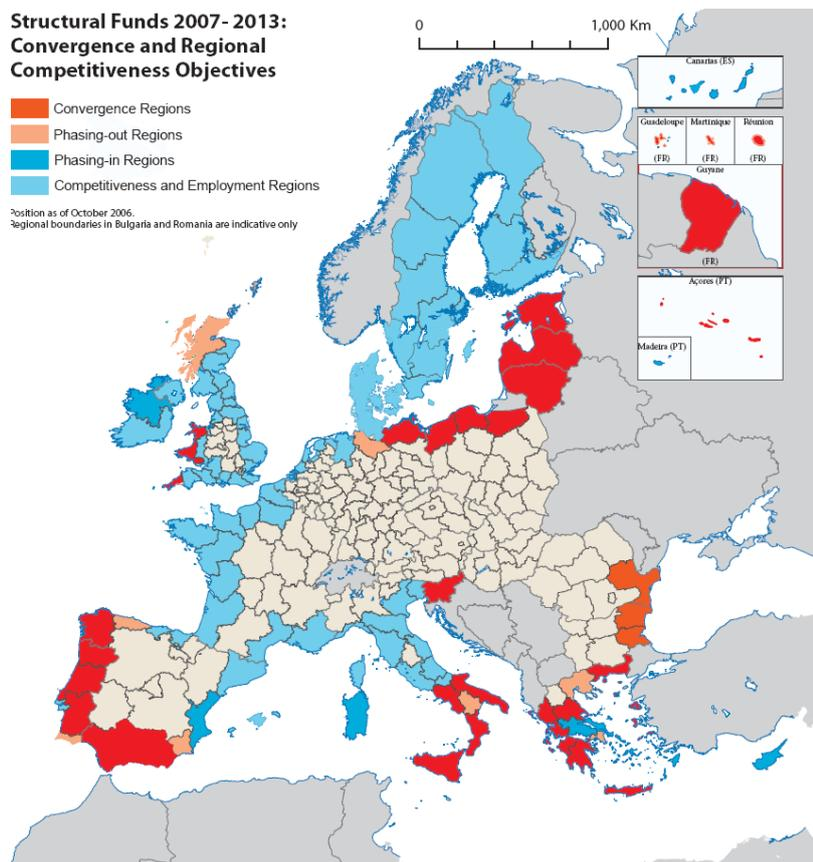 Structural Funds 2007- 2013:
Convergence and Regional
Competitiveness Objectives
0 1,000 Km
Convergence Regions
Phasing-out Regions
Phasing-in Regions
Competitiveness and Employment Regions
Position as of October 2006.
Regional boundaries in Bulgaria and Romania are indicative only
Canarias (ES)
Guadeloupe Martinique Réunion
(FR) (FR) (FR)
Guyane
(FR)
Açores (PT)
Madeira (PT)